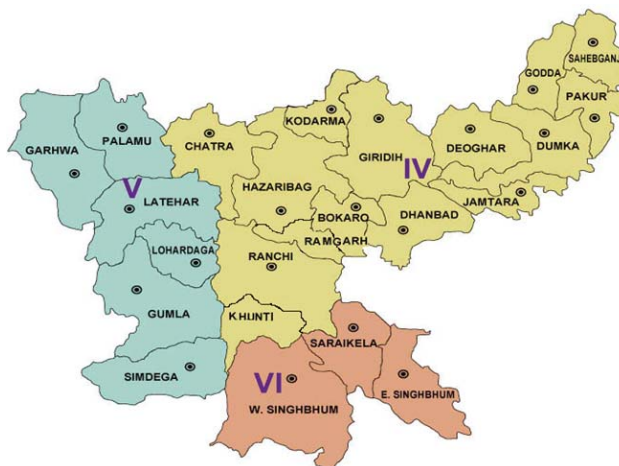 SAHEBGANJ
GODDA
PAKUR
KODARMA
PALAMU
CHATRA
GIRIDIH
IV
DEOGHAR
DUMKA
GARHWA
V
LATEHAR
HAZARIBAG
BOKARO
DHANBAD
JAMTARA
LOHARDAGA
RANCHI
RAMGARH
GUMLA
KHUNTI
SARAIKELA
SIMDEGA
VI
W. SINGHBHUM
E. SINGHBHUM